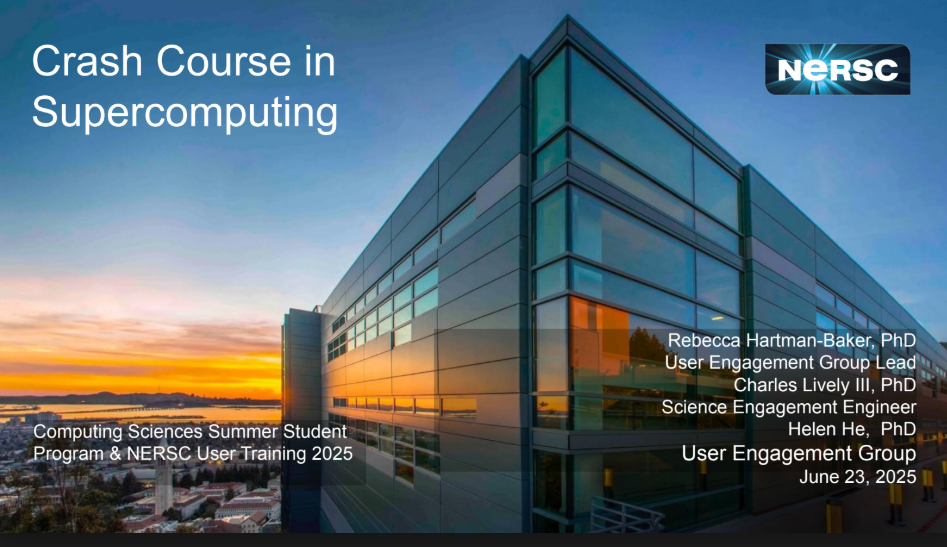 Crash Course in
Supercomputing
NERSC
Rebecca Hartman-Baker, PhD
User Engagement Group Lead
Charles Lively III, PhD
Science Engagement Engineer
Helen He, PhD
User Engagement Group
June 23, 2025
Computing Sciences Summer Student
Program & NERSC User Training 2025